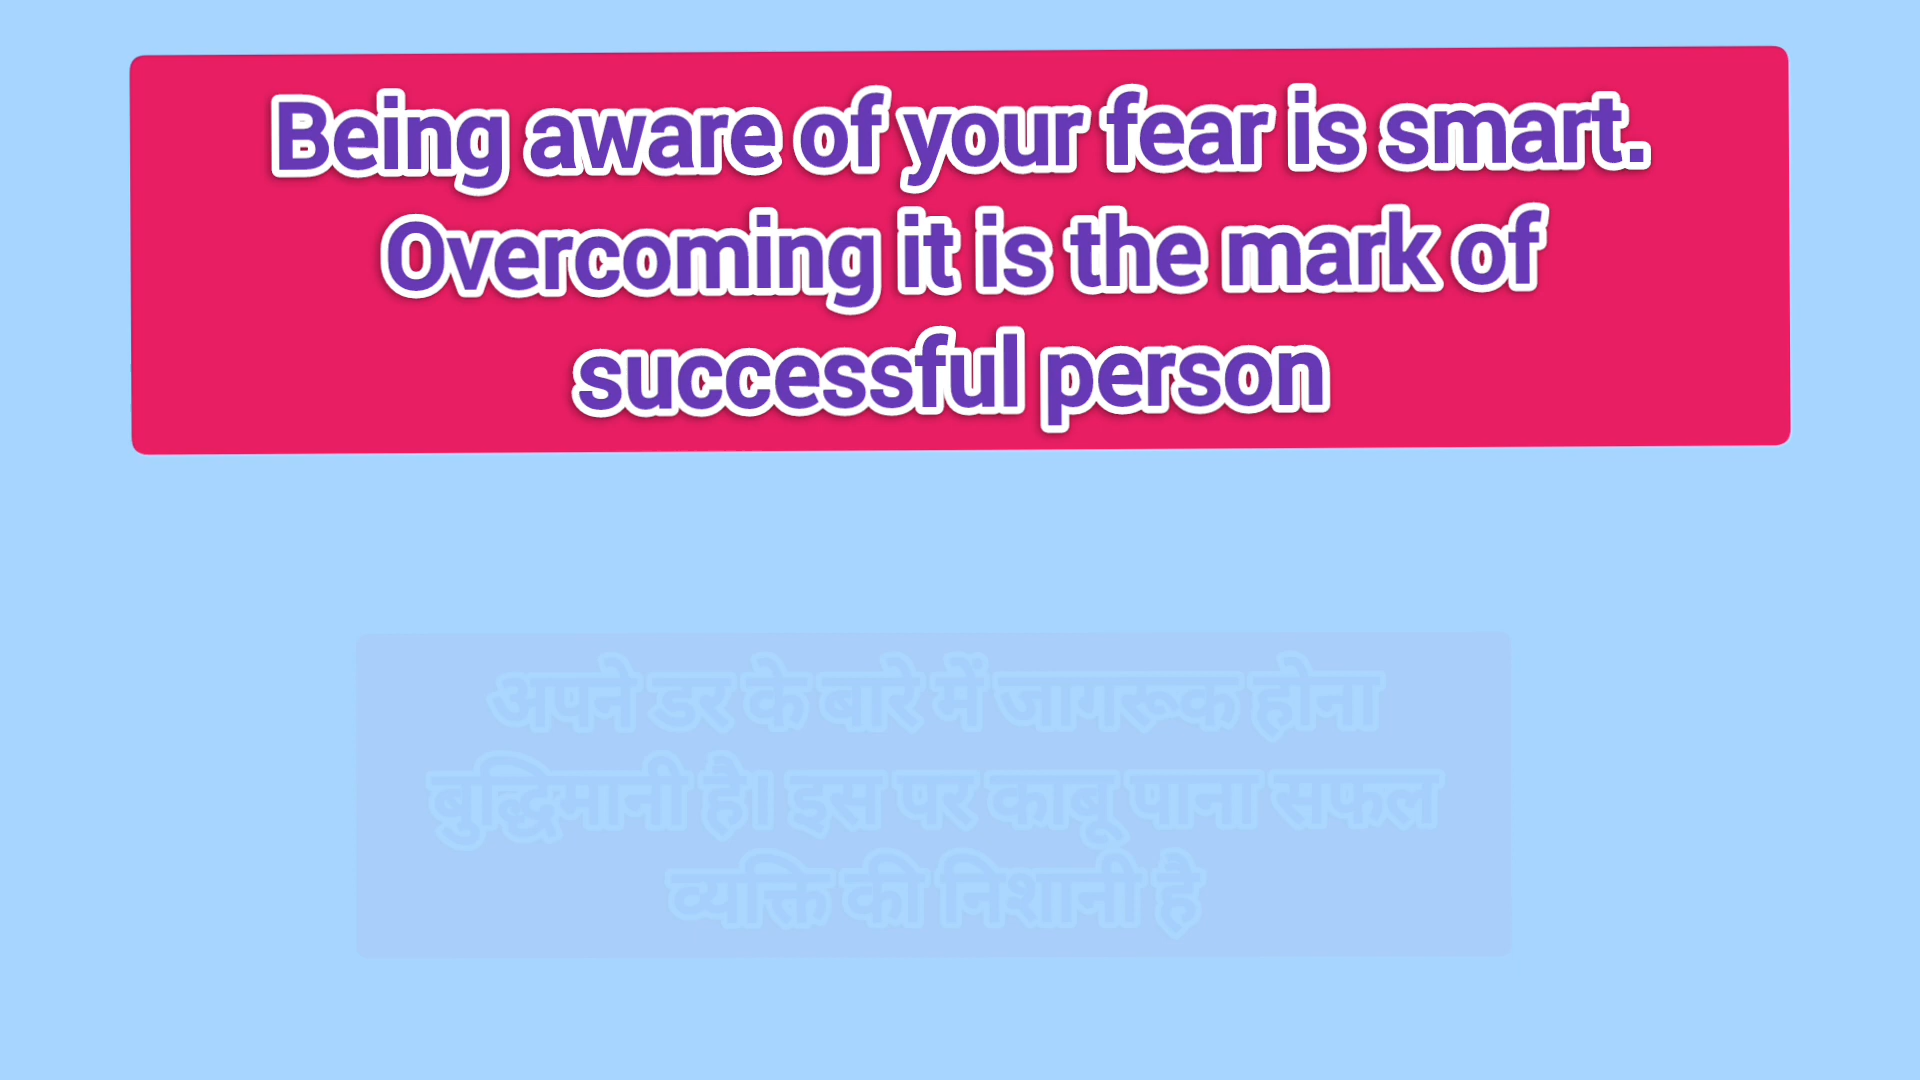 Being aware of your fear is smart.
Overcoming it is the mark of
successful person
अपने डर के बारे में जागरूक होना
बुद्धिमानी है। इस पर काबू पाना सफल
व्यक्ति की निशानी है